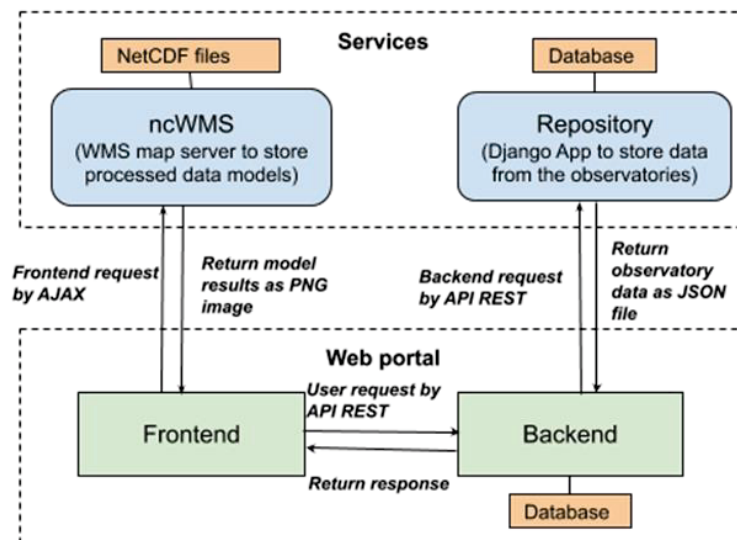 Services
NetCDF files
Database
ncWMS
(WMS map server to store
processed data models)
Repository
(Django App to store data
from the observatories)
Frontend request
by AJAX
Return model
results as PNG
image
Backend request
by API REST
Return
observatory
data as JSON
file
Web portal
User request by
API REST
Frontend
Backend
Return response
Database